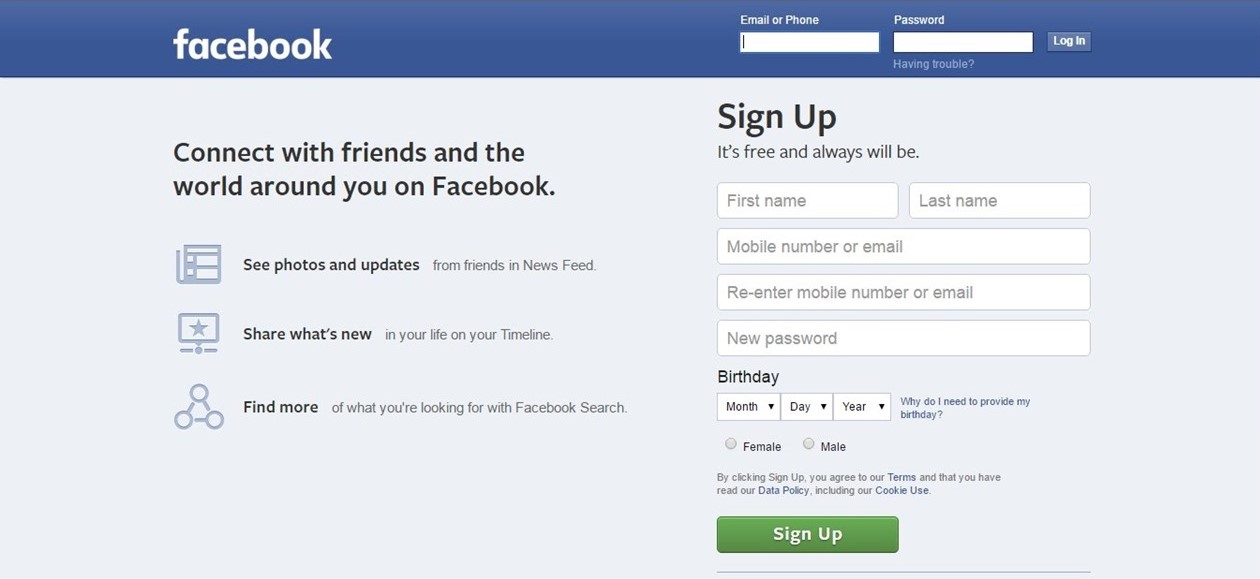 facebook
Email or Phone
Password
Log In
Having trouble?
Connect with friends and the
world around you on Facebook.
See photos and updates from friends in News Feed.
Share what's new in your life on your Timeline.
Find more of what you're looking for with Facebook Search.
Sign Up
It's free and always will be.
First name
Last name
Mobile number or email
Re-enter mobile number or email
New password
Birthday
Month
Day
Year
Why do I need to provide my
birthday?
Female
Male
By clicking Sign Up, you agree to our Terms and that you have
read our Data Policy, including our Cookie Use.
Sign Up